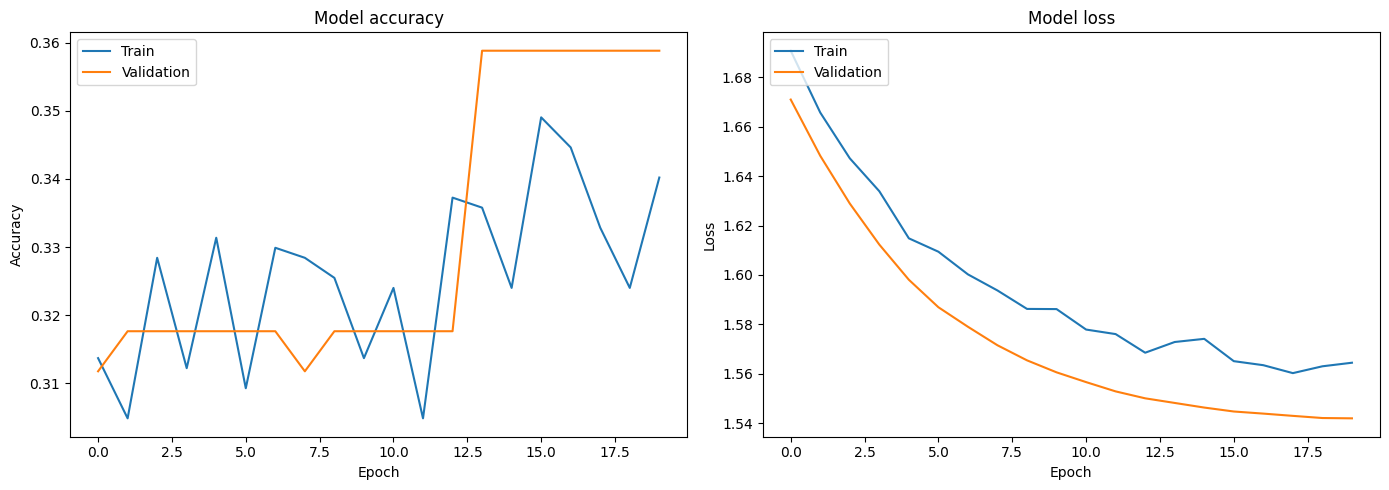 Model accuracy
Train
Validation
0.36
0.35
0.34
0.33
0.32
0.31
Accuracy
0.0 2.5 5.0 7.5 10.0 12.5 15.0 17.5
Epoch
Model loss
Train
Validation
1.68
1.66
1.64
1.62
1.60
1.58
1.56
1.54
Loss
0.0 2.5 5.0 7.5 10.0 12.5 15.0 17.5
Epoch